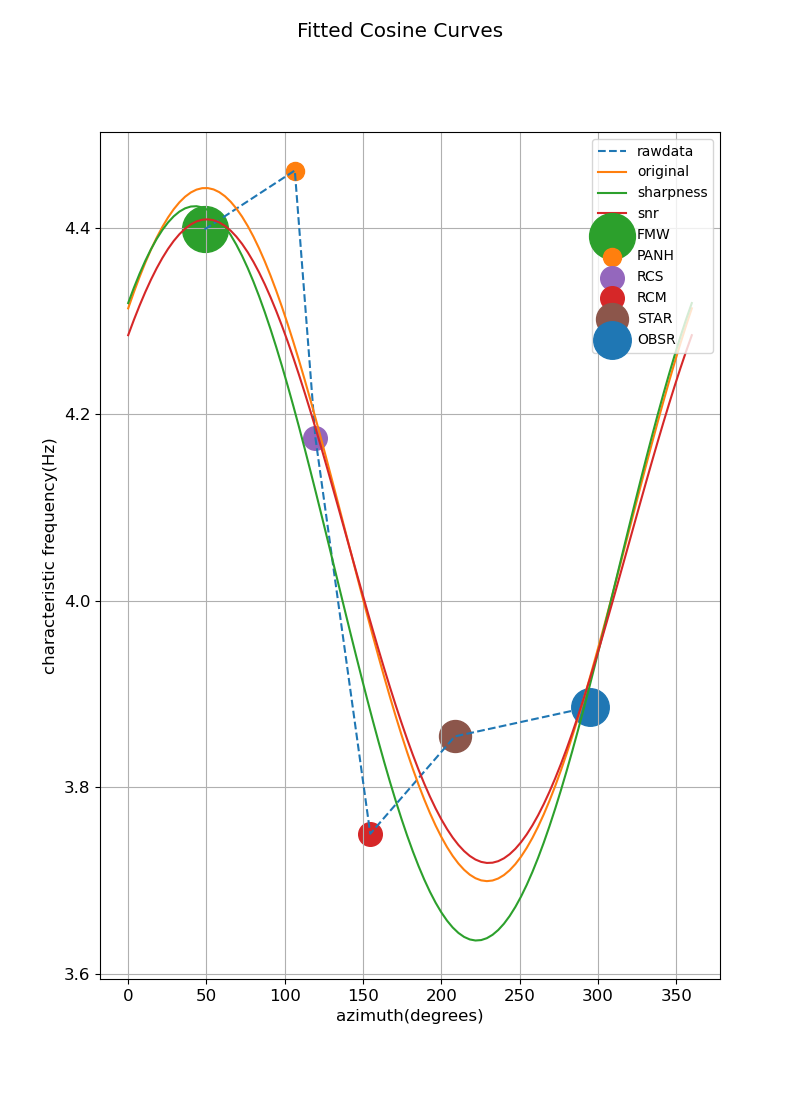 Fitted Cosine Curves
rawdata
original
sharpness
snr
FMW
PANH
RCS
RCM
STAR
OBSR
4.4
4.2
4.0
3.8
3.6
characteristic frequency(Hz)
0 50 100 150 200 250 300 350
azimuth(degrees)